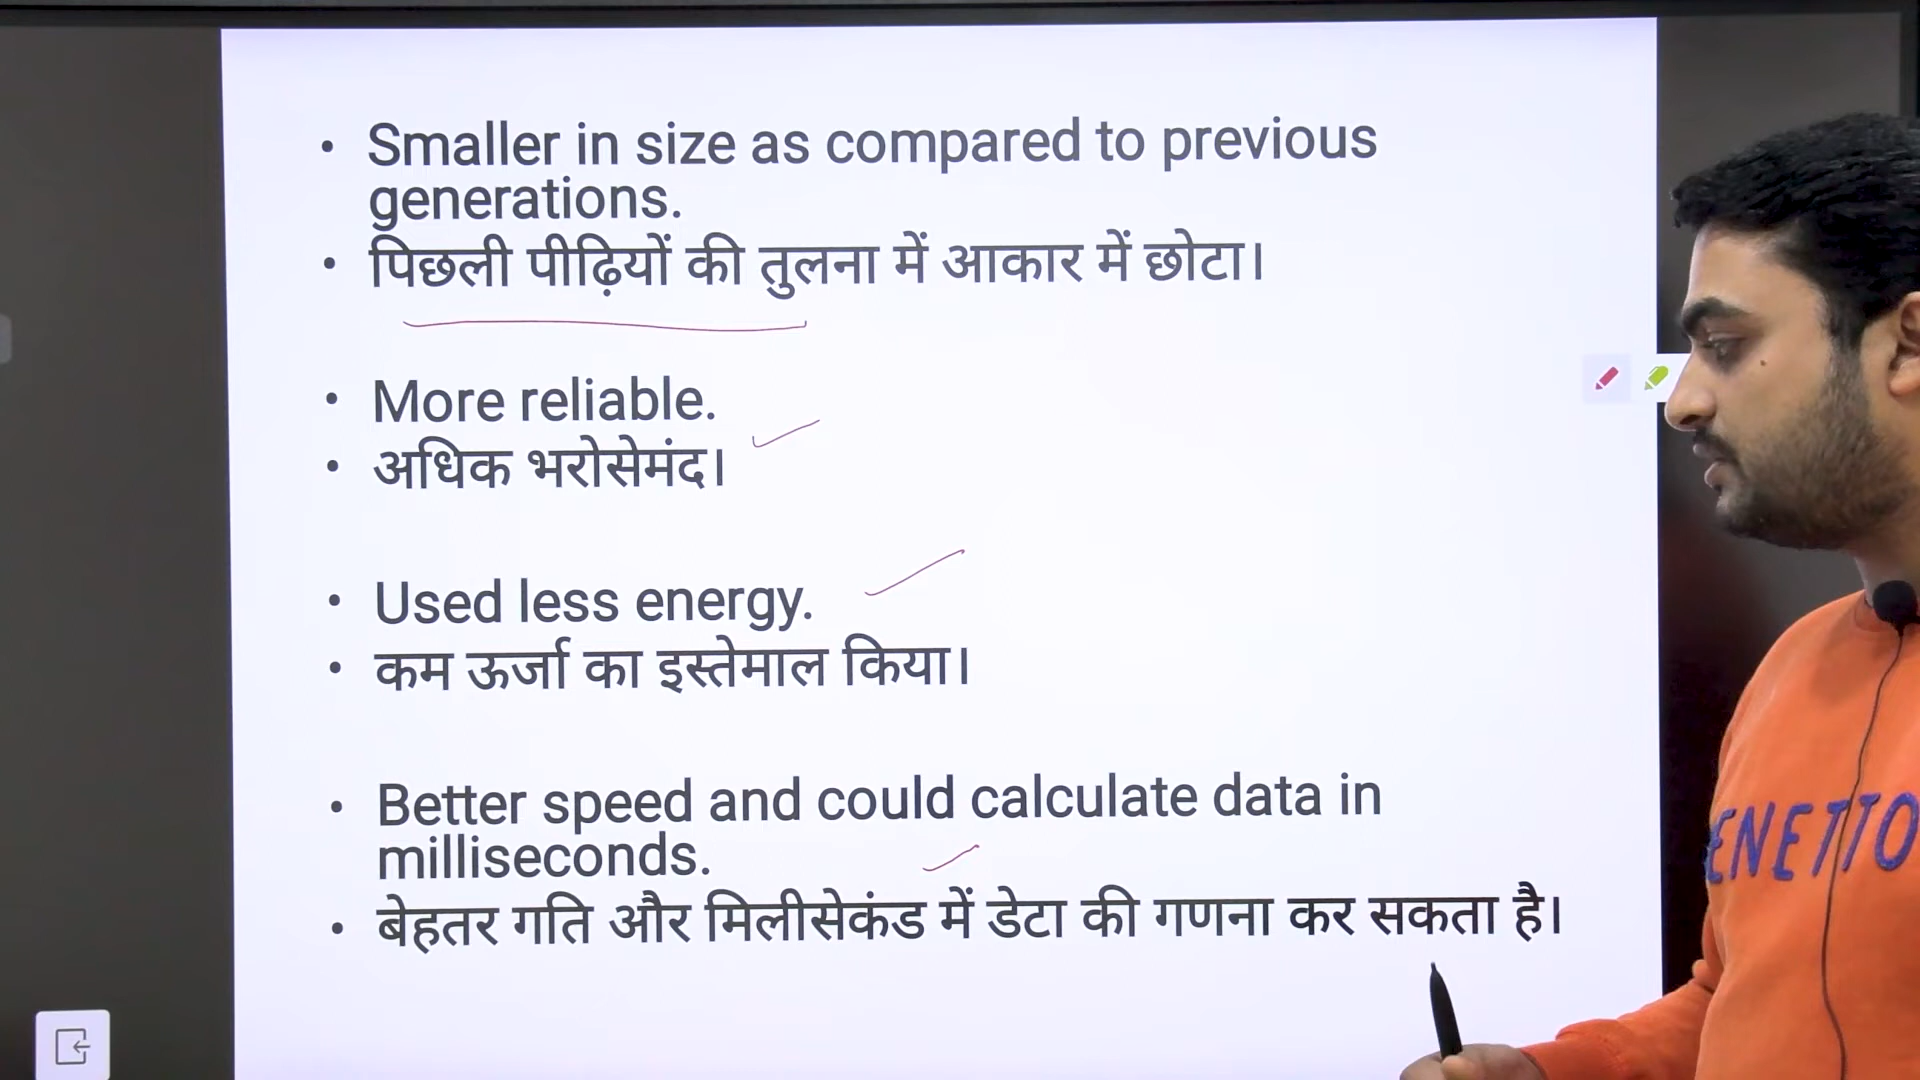 • Smaller in size as compared to previous
generations.
• पिछली पीढ़ियों की तुलना में आकार में छोटा।
• More reliable.
• अधिक भरोसेमंद।
• Used less energy.
• कम ऊर्जा का इस्तेमाल किया।
• Better speed and could calculate data in
milliseconds.
• बेहतर गति और मिलीसेकंड में डेटा की गणना कर सकता है।
ENETTO